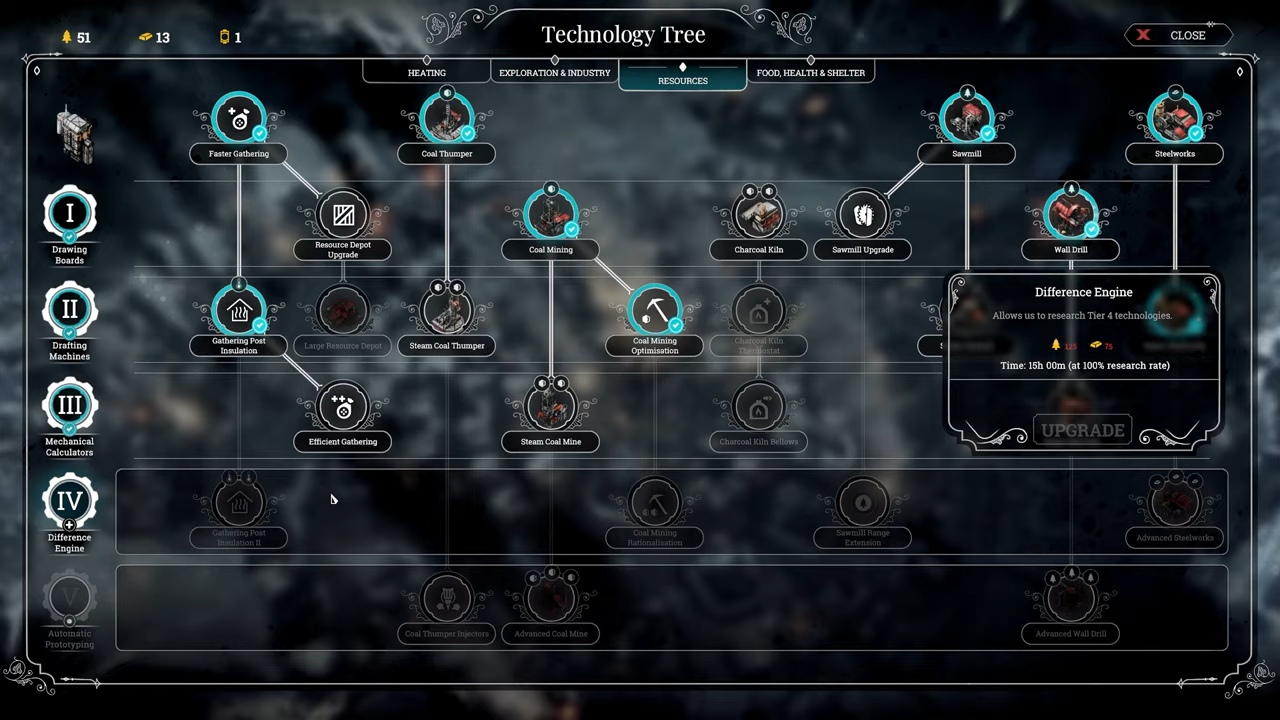 51 13 1
Technology Tree
CLOSE
HEATING
EXPLORATION & INDUSTRY
RESOURCES
FOOD, HEALTH & SHELTER
Faster Gathering
Coal Thumper
Sawmill
Steelworks
I
Drawing
Boards
Resource Depot
Upgrade
Coal Mining
Charcoal Kiln
Sawmill Upgrade
Wall Drill
II
Drafting
Machines
Gathering Post
Insulation
Large Resource Depot
Steam Coal Thumper
Coal Mining
Optimisation
Charcoal Kiln
Thermostat
Difference Engine
Allows us to research Tier 4 technologies.
125 75
Time: 15h 00m (at 100% research rate)
UPGRADE
III
Mechanical
Calculators
Efficient Gathering
Steam Coal Mine
Charcoal Kiln Bellows
IV
Difference
Engine
Gathering Post
Insulation II
Coal Mining
Rationalisation
Sawmill Range
Extension
Advanced Steelworks
V
Automatic
Prototyping
Coal Thumper Injectors
Advanced Coal Mine
Advanced Wall Drill